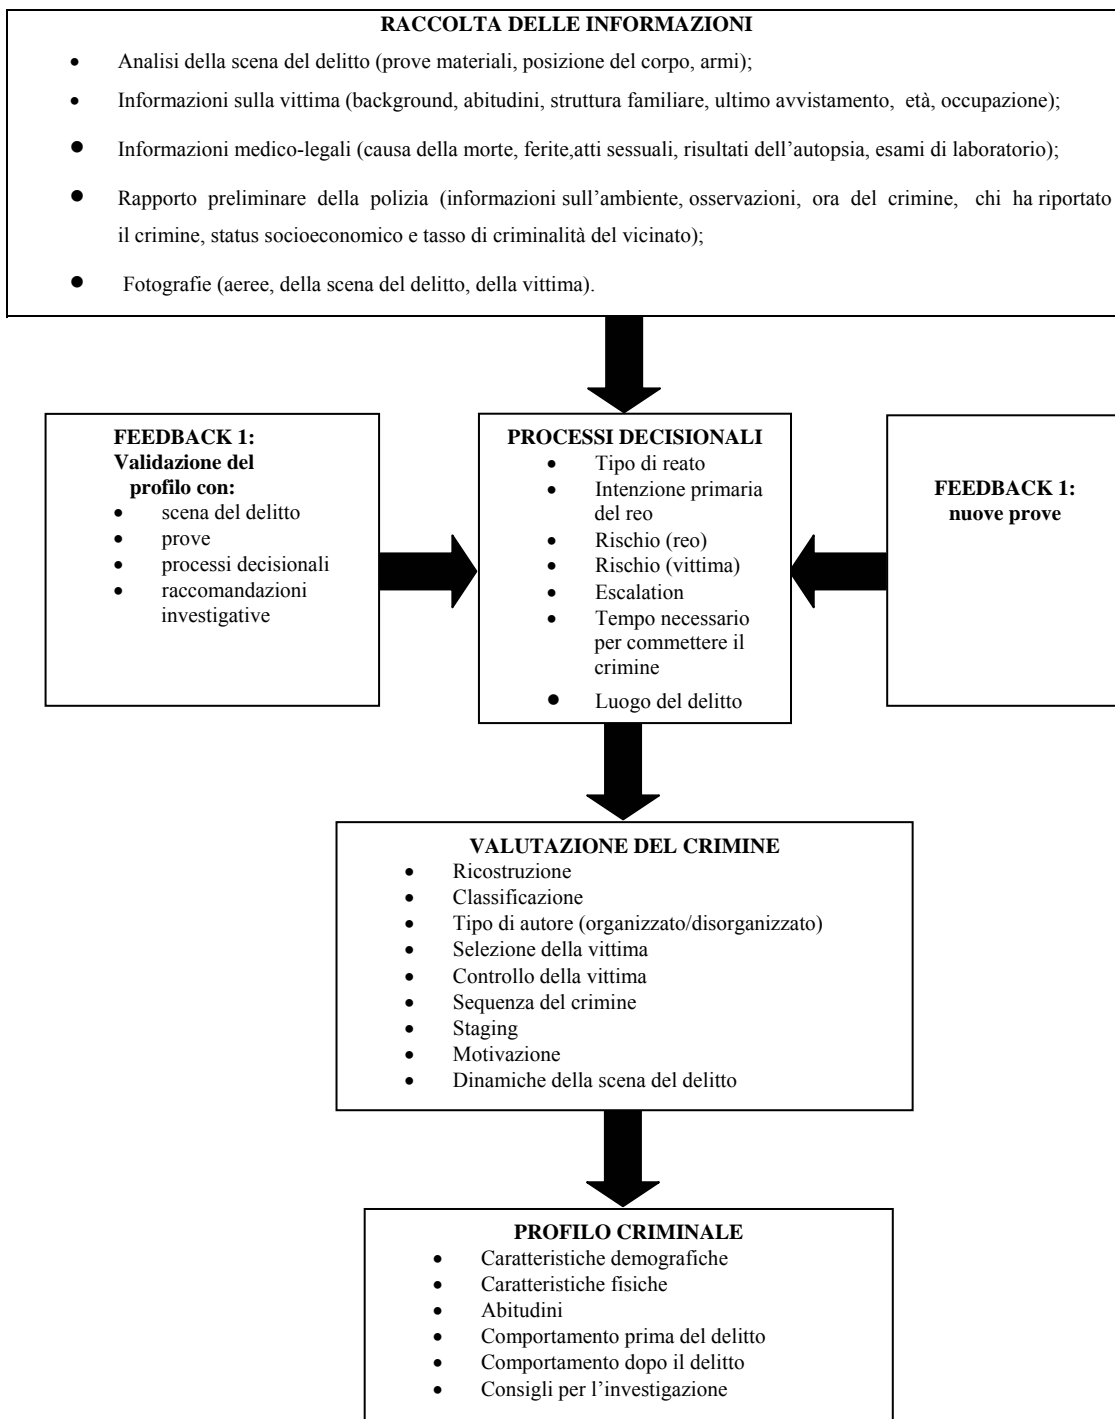 RACCOLTA DELLE INFORMAZIONI
• Analisi della scena del delitto (prove materiali, posizione del corpo, armi);
• Informazioni sulla vittima (background, abitudini, struttura familiare, ultimo avvistamento, età, occupazione);
• Informazioni medico-legali (causa della morte, ferite,atti sessuali, risultati dell’autopsia, esami di laboratorio);
• Rapporto preliminare della polizia (informazioni sull’ambiente, osservazioni, ora del crimine, chi ha riportato
il crimine, status socioeconomico e tasso di criminalità del vicinato);
• Fotografie (aeree, della scena del delitto, della vittima).
FEEDBACK 1:
Validazione del
profilo con:
• scena del delitto
• prove
• processi decisionali
• raccomandazioni
investigative
PROCESSI DECISIONALI
• Tipo di reato
• Intenzione primaria
del reo
• Rischio (reo)
• Rischio (vittima)
• Escalation
• Tempo necessario
per commettere il
crimine
• Luogo del delitto
FEEDBACK 1:
nuove prove
VALUTAZIONE DEL CRIMINE
• Ricostruzione
• Classificazione
• Tipo di autore (organizzato/disorganizzato)
• Selezione della vittima
• Controllo della vittima
• Sequenza del crimine
• Staging
• Motivazione
• Dinamiche della scena del delitto
PROFILO CRIMINALE
• Caratteristiche demografiche
• Caratteristiche fisiche
• Abitudini
• Comportamento prima del delitto
• Comportamento dopo il delitto
• Consigli per l’investigazione